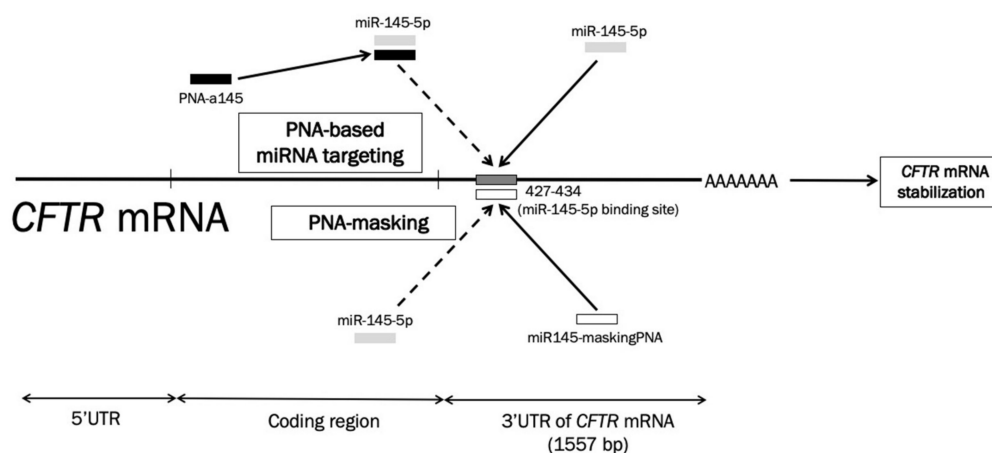 miR-145-5p
miR-145-5p
PNA-a145
PNA-based
miRNA targeting
AAAAAAA
CFTR mRNA
stabilization
427-434
(miR-145-5p binding site)
CFTR mRNA
PNA-masking
miR-145-5p
miR145-maskingPNA
5'UTR
Coding region
3'UTR of CFTR mRNA
(1557 bp)